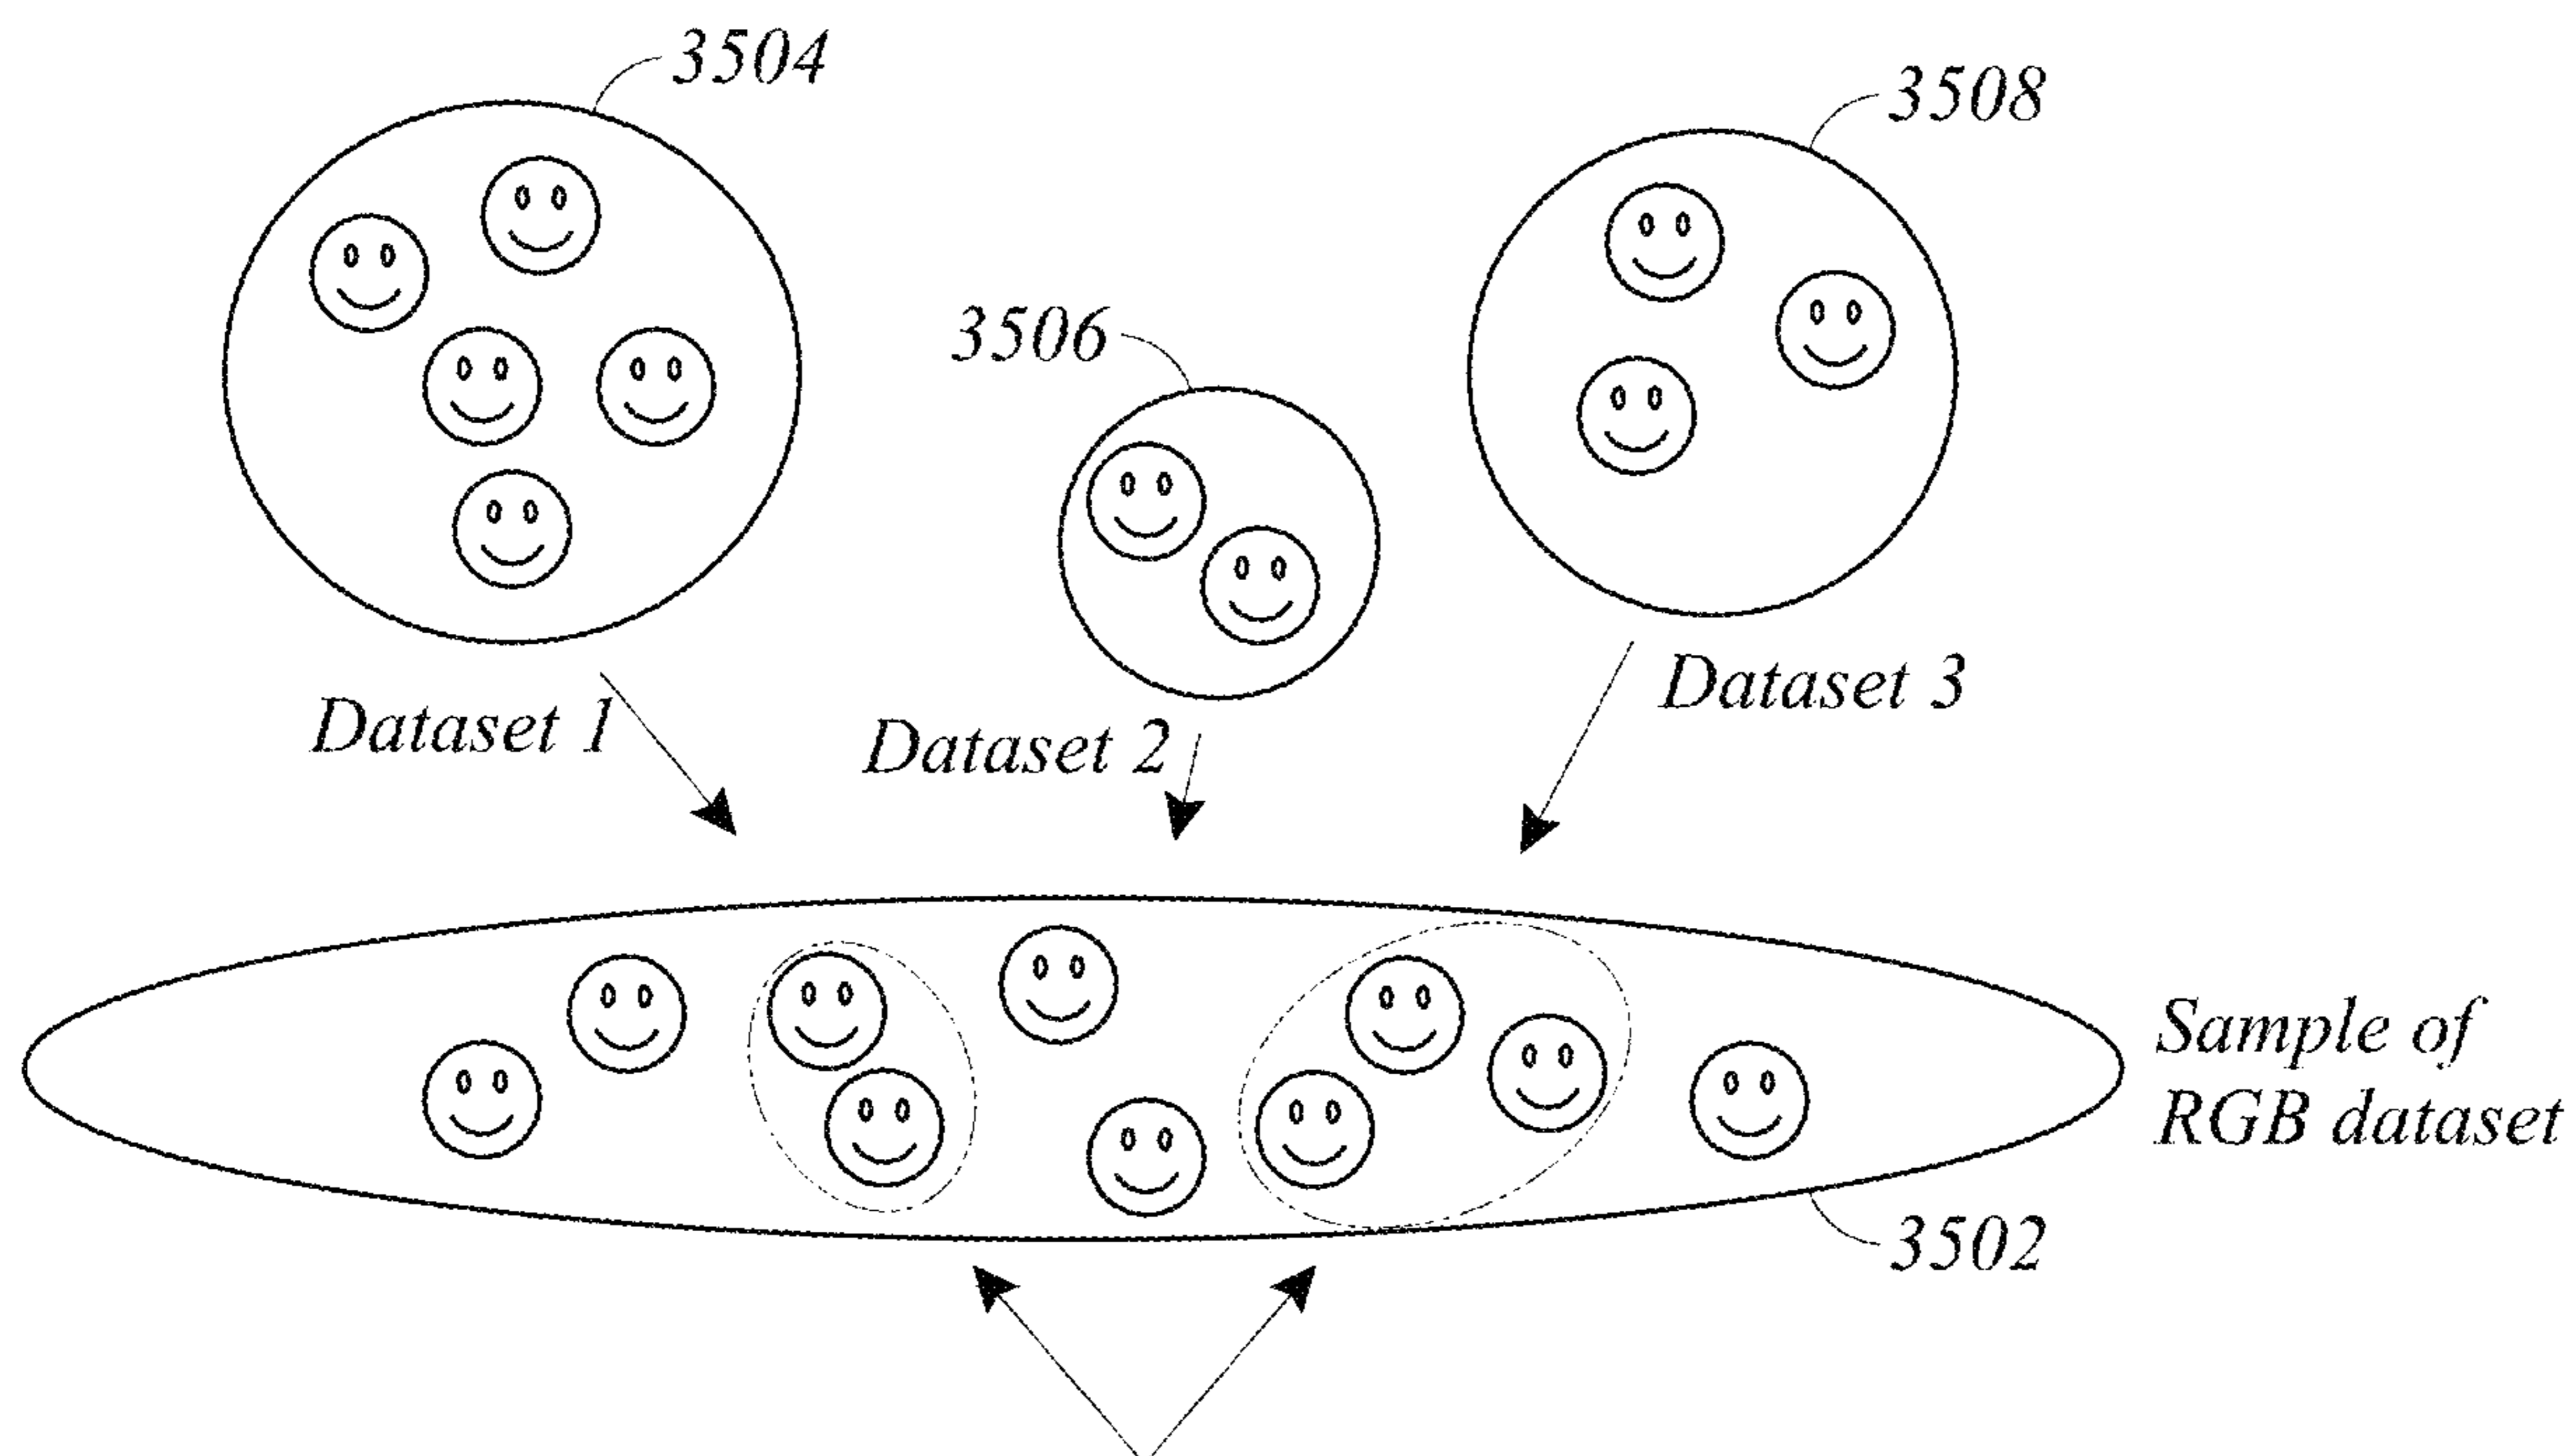 3504
3508
3506
Dataset 1
Dataset 2
Dataset 3
Sample of
RGB dataset
3502